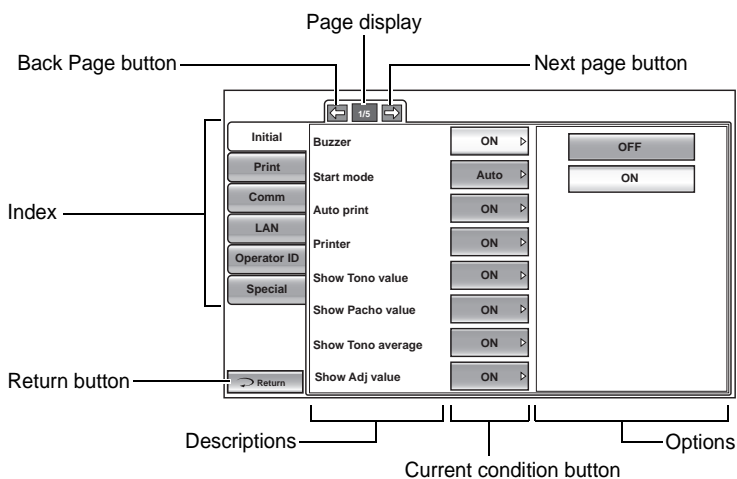 Page display
Back Page button
Next page button
1/5
Initial
Print
Comm
LAN
Operator ID
Special
Return
Buzzer
ON
Start mode
Auto
Auto print
ON
Printer
ON
Show Tono value
ON
Show Pacho value
ON
Show Tono average
ON
Show Adj value
ON
OFF
ON
Index
Return button
Descriptions
Current condition button
Options